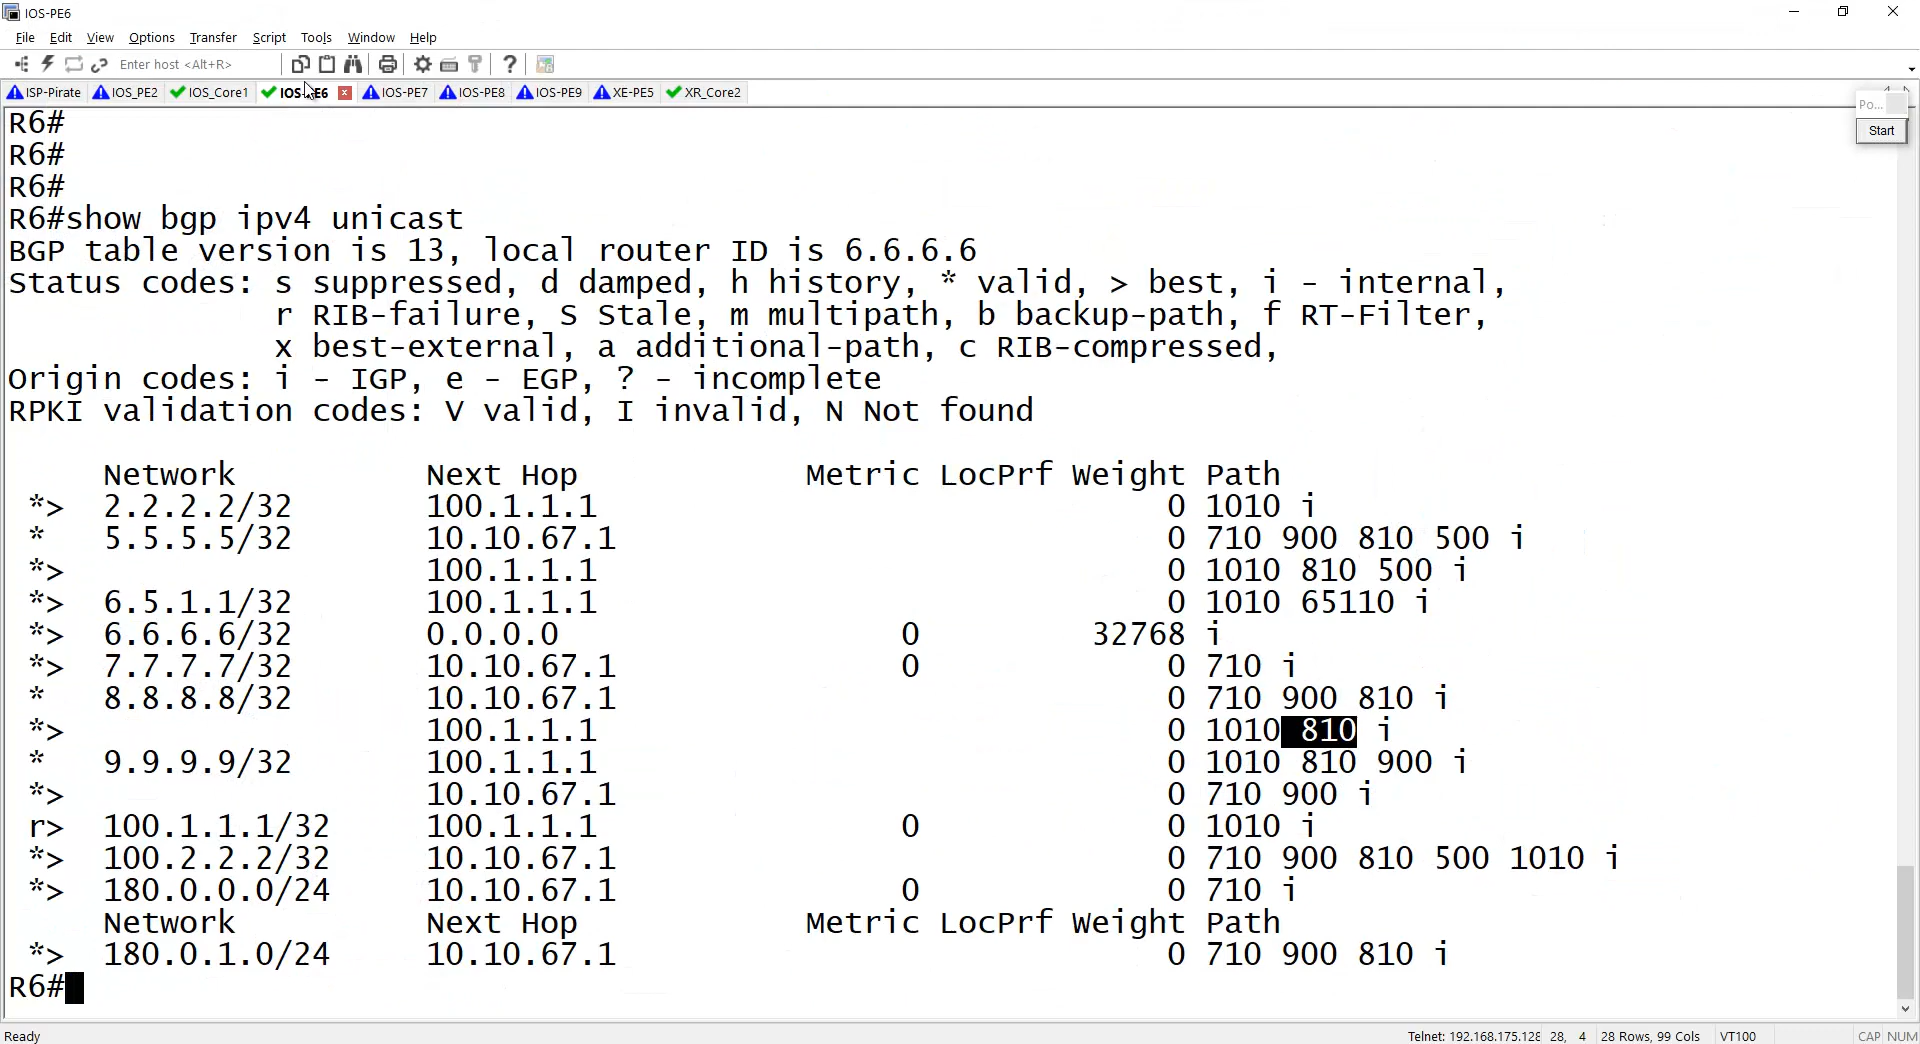 IOS-PE6
File Edit View Options Transfer Script Tools Window Help
Enter host <Alt+R>
ISP-Pirate IOS_PE2 IOS_Core1 IOS-PE6 IOS-PE7 IOS-PE8 IOS-PE9 XE-PE5 XR_Core2
Po...
Start
R6#
R6#
R6#
R6#show bgp ipv4 unicast
BGP table version is 13, local router ID is 6.6.6.6
Status codes: s suppressed, d damped, h history, * valid, > best, i - internal,
r RIB-failure, S Stale, m multipath, b backup-path, f RT-Filter,
x best-external, a additional-path, c RIB-compressed,
Origin codes: i - IGP, e - EGP, ? - incomplete
RPKI validation codes: V valid, I invalid, N Not found
Network Next Hop Metric LocPrf Weight Path
*> 2.2.2.2/32 100.1.1.1 0 1010 i
* 5.5.5.5/32 10.10.67.1 0 710 900 810 500 i
*> 100.1.1.1 0 1010 810 500 i
*> 6.5.1.1/32 100.1.1.1 0 1010 65110 i
*> 6.6.6.6/32 0.0.0.0 0 32768 i
*> 7.7.7.7/32 10.10.67.1 0 0 710 i
* 8.8.8.8/32 10.10.67.1 0 710 900 810 i
*> 100.1.1.1 0 1010 810 i
* 9.9.9.9/32 100.1.1.1 0 1010 810 900 i
*> 10.10.67.1 0 710 900 i
r> 100.1.1.1/32 100.1.1.1 0 0 1010 i
*> 100.2.2.2/32 10.10.67.1 0 710 900 810 500 1010 i
*> 180.0.0.0/24 10.10.67.1 0 0 710 i
Network Next Hop Metric LocPrf Weight Path
*> 180.0.1.0/24 10.10.67.1 0 710 900 810 i
R6#
Ready Telnet: 192.168.175.128 28, 4 28 Rows, 99 Cols VT100 CAP NUM